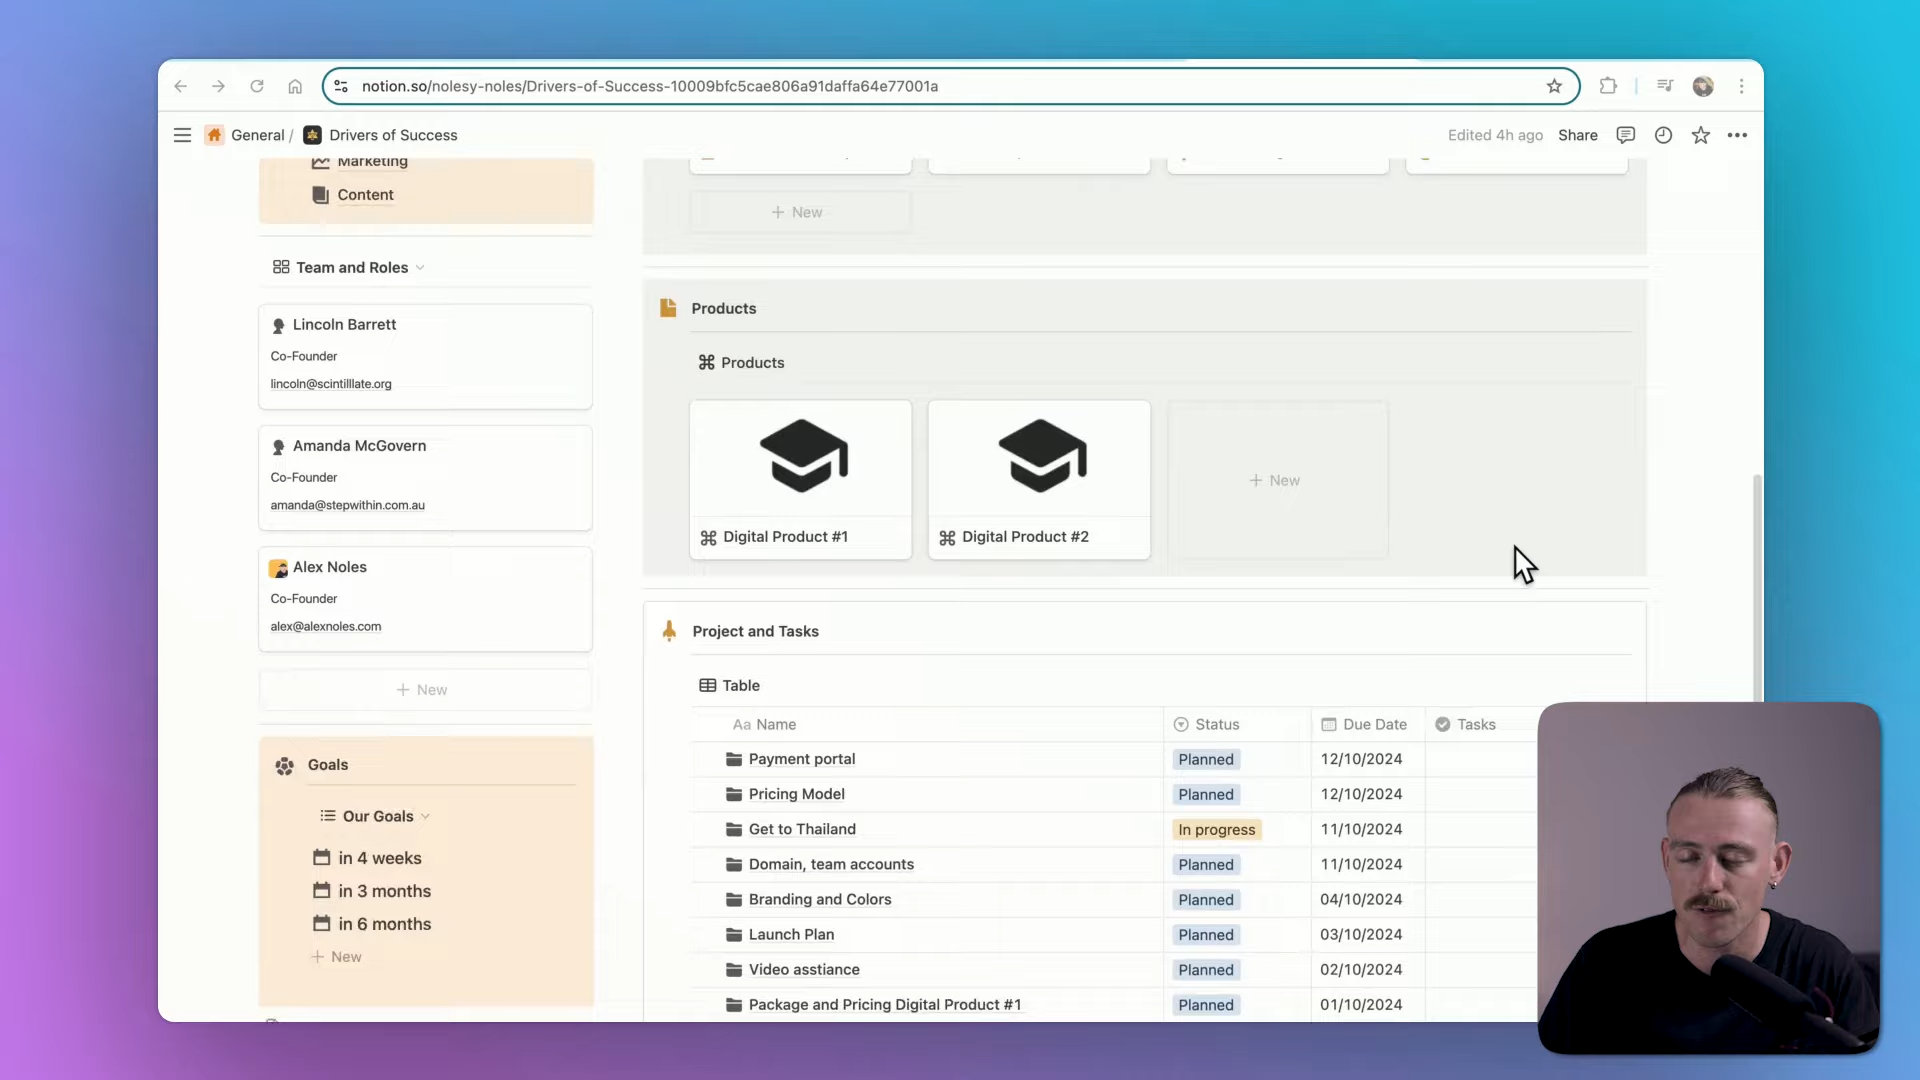 notion.so/nolesy-noles/Drivers-of-Success-10009bfc5cae806a91daffa64e77001a
General / Drivers of Success
Edited 4h ago Share
Marketing
Content
Team and Roles
Lincoln Barrett
Co-Founder
lincoln@scintilllate.org
Amanda McGovern
Co-Founder
amanda@stepwithin.com.au
Alex Noles
Co-Founder
alex@alexnoles.com
+ New
Goals
Our Goals
in 4 weeks
in 3 months
in 6 months
+ New
+ New
Products
Products
Digital Product #1
Digital Product #2
+ New
Project and Tasks
Table
Aa Name Status Due Date Tasks
Payment portal Planned 12/10/2024
Pricing Model Planned 12/10/2024
Get to Thailand In progress 11/10/2024
Domain, team accounts Planned 11/10/2024
Branding and Colors Planned 04/10/2024
Launch Plan Planned 03/10/2024
Video asstiance Planned 02/10/2024
Package and Pricing Digital Product #1 Planned 01/10/2024